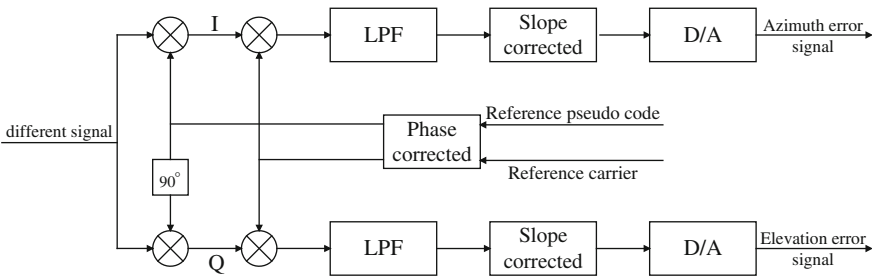 I
LPF
Slope
corrected
D/A
Azimuth error
signal
different signal
Phase
corrected
Reference pseudo code
Reference carrier
90°
Q
LPF
Slope
corrected
D/A
Elevation error
signal